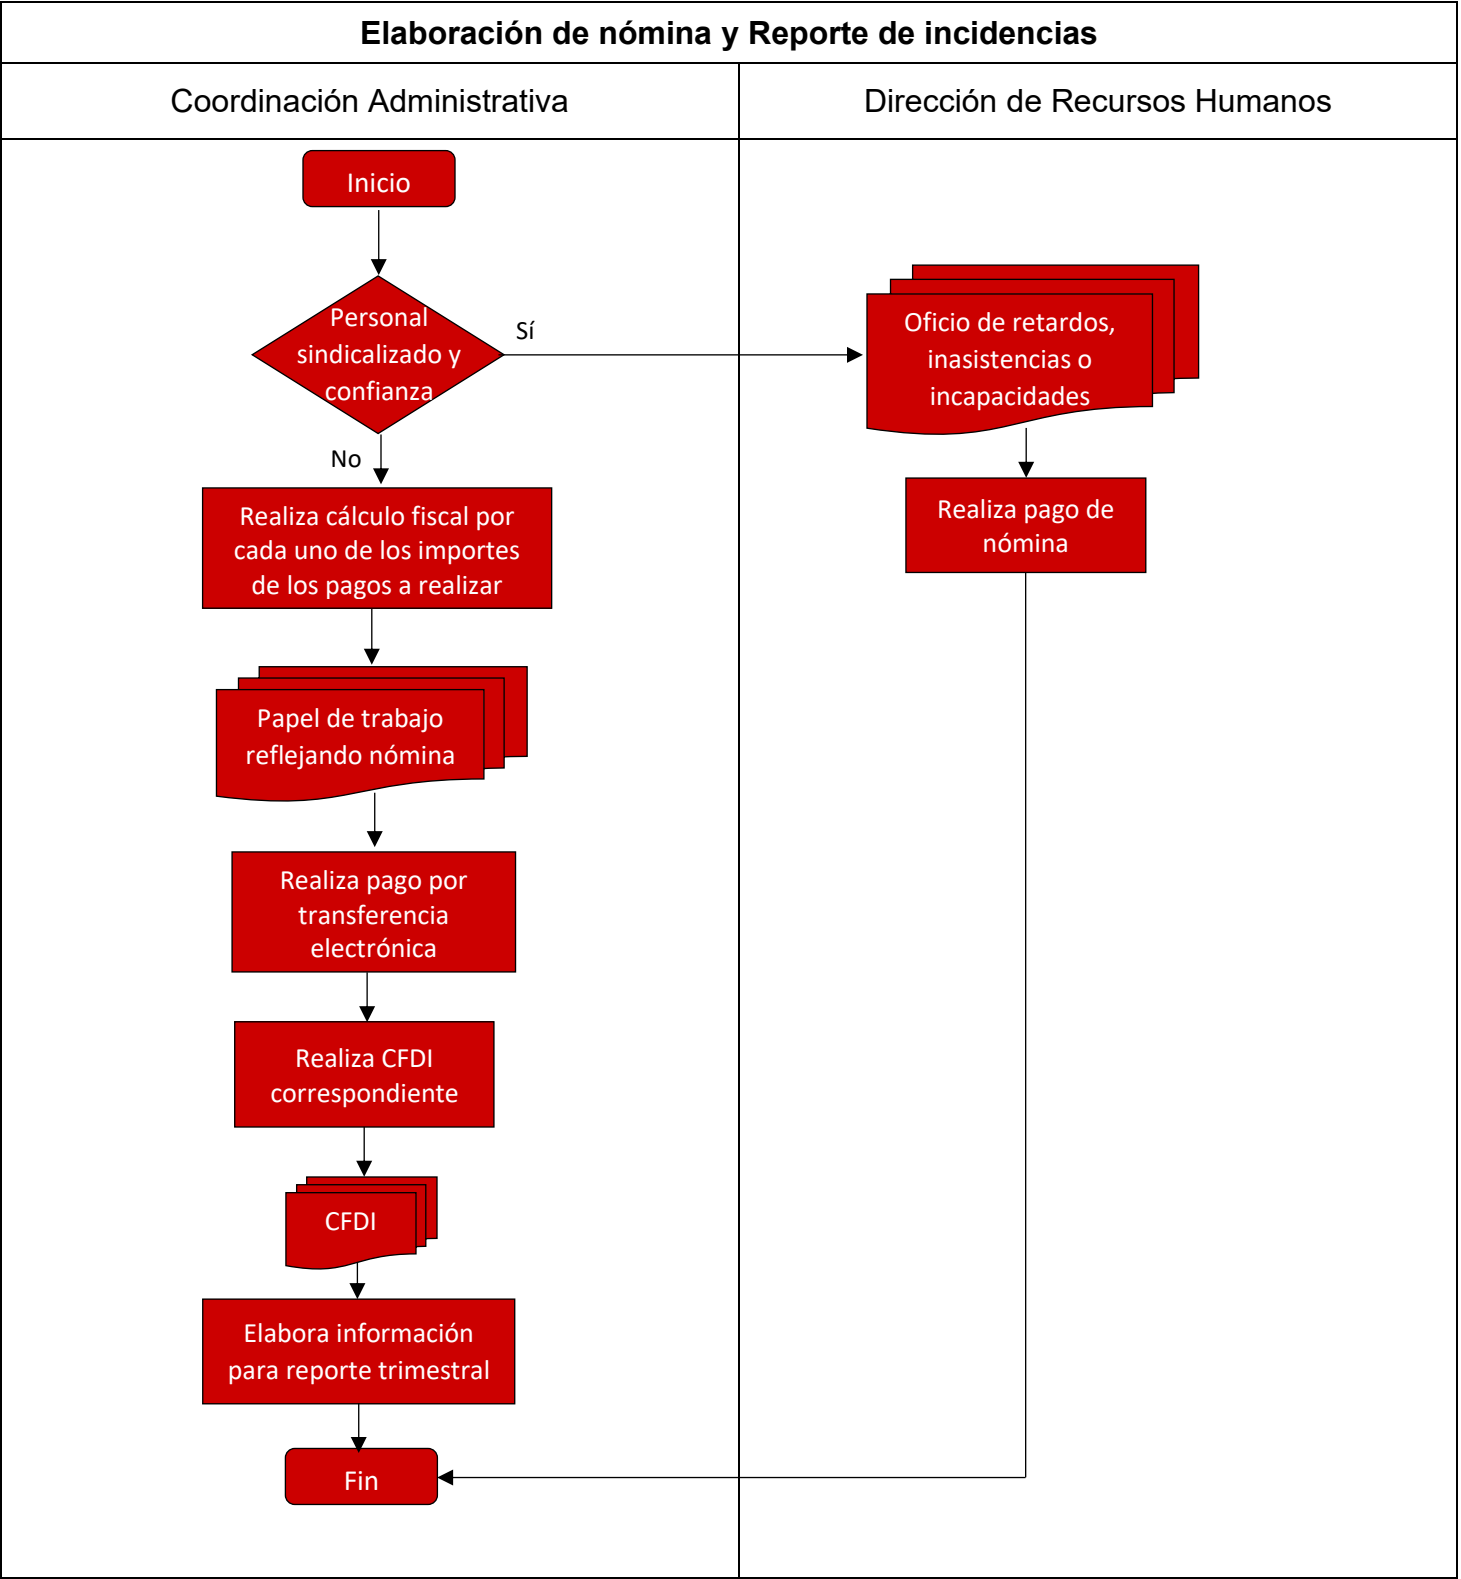 Elaboración de nómina y Reporte de incidencias
Coordinación Administrativa
Dirección de Recursos Humanos
Inicio
Personal
sindicalizado y
confianza
Sí
Oficio de retardos,
inasistencias o
incapacidades
No
Realiza cálculo fiscal por
cada uno de los importes
de los pagos a realizar
Realiza pago de
nómina
Papel de trabajo
reflejando nómina
Realiza pago por
transferencia
electrónica
Realiza CFDI
correspondiente
CFDI
Elabora información
para reporte trimestral
Fin